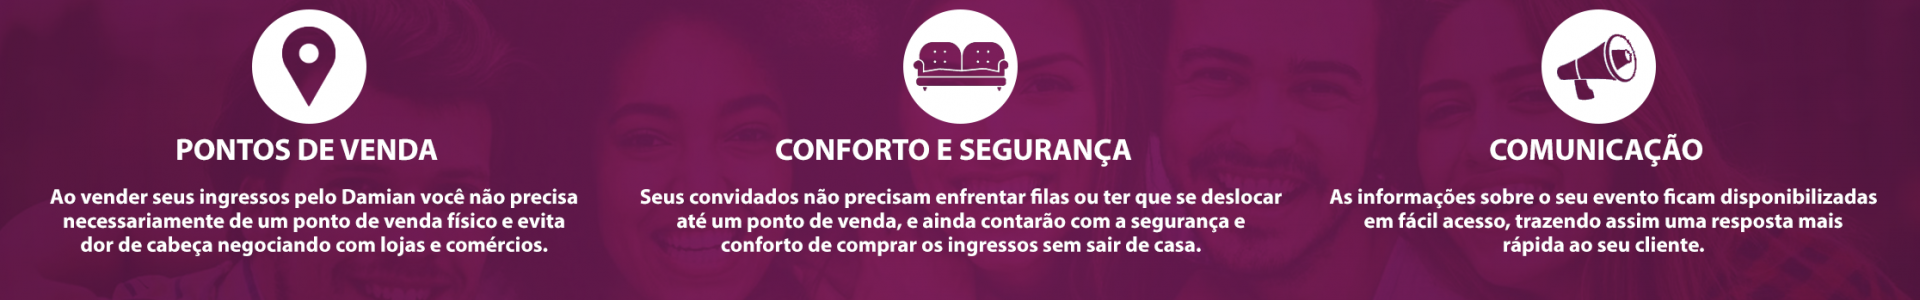 PONTOS DE VENDA
Ao vender seus ingressos pelo Damian você não precisa
necessariamente de um ponto de venda físico e evita
dor de cabeça negociando com lojas e comércios.
CONFORTO E SEGURANÇA
Seus convidados não precisam enfrentar filas ou ter que se deslocar
até um ponto de venda, e ainda contarão com a segurança e
conforto de comprar os ingressos sem sair de casa.
COMUNICAÇÃO
As informações sobre o seu evento ficam disponibilizadas
em fácil acesso, trazendo assim uma resposta mais
rápida ao seu cliente.